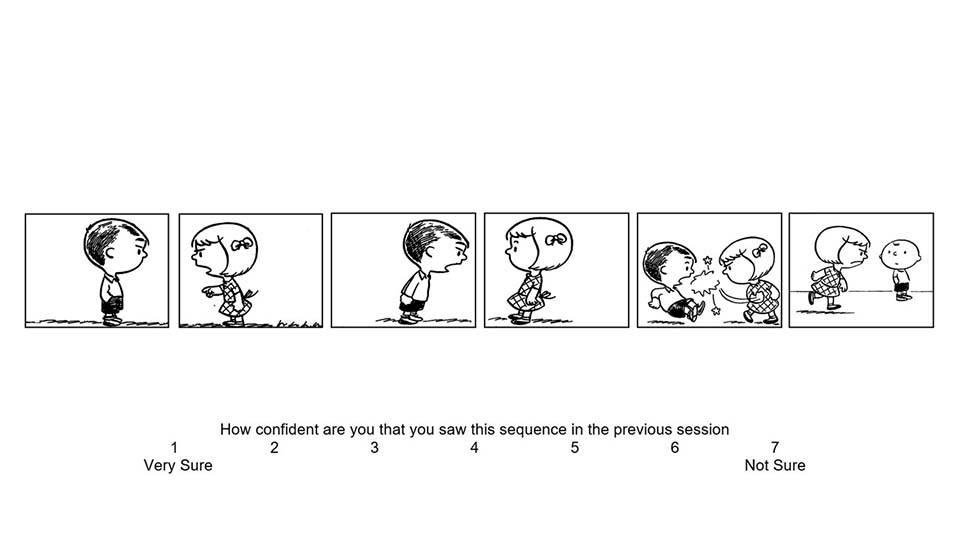 How confident are you that you saw this sequence in the previous session
1 2 3 4 5 6 7
Very Sure Not Sure